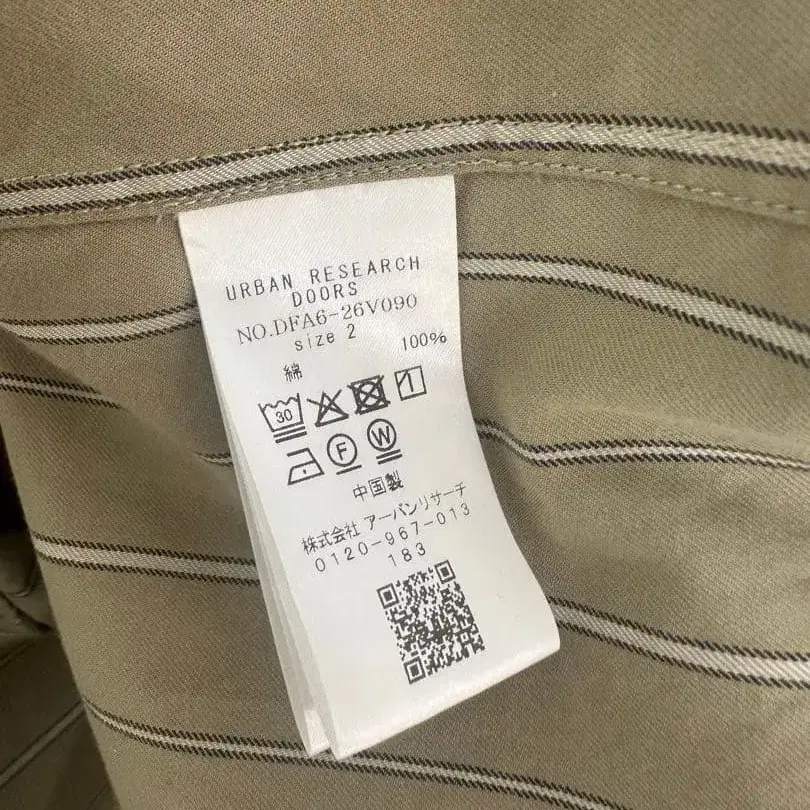 URBAN RESEARCH
DOORS
NO.DFA6-26V090
size 2
綿 100%
30
F W
中国製
株式会社 アーバンリサーチ
0120-967-013
183